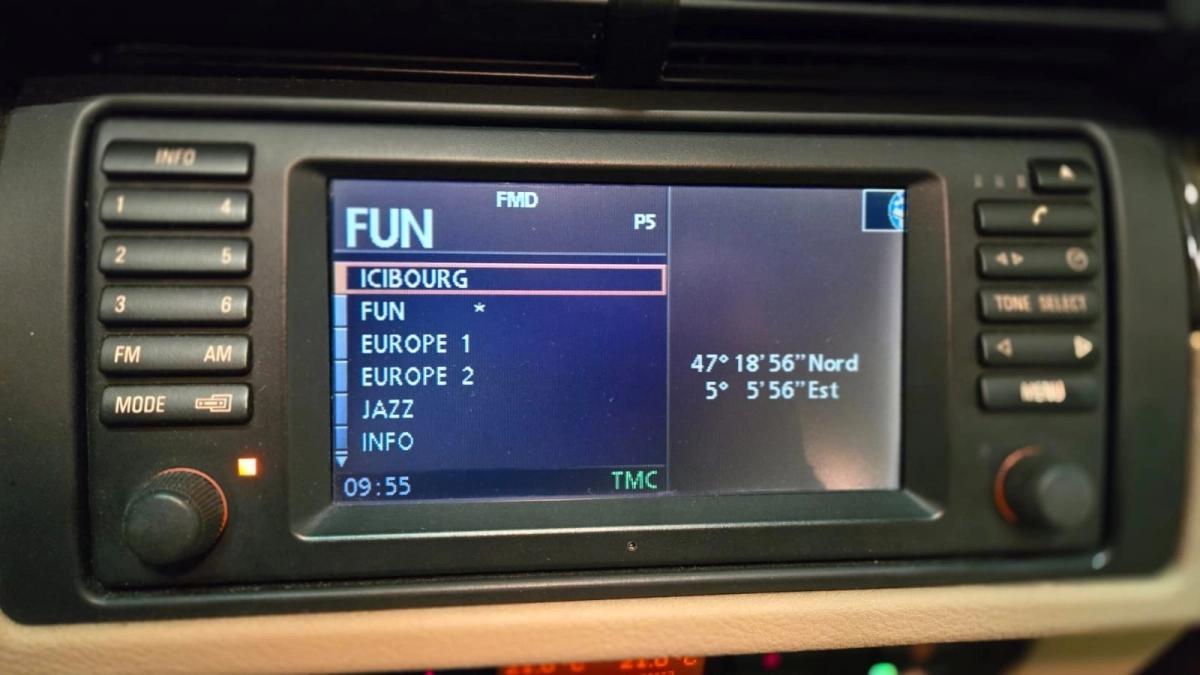 INFO
1 4
2 5
3 6
FM AM
MODE
FMD
FUN
P5
ICIBOURG
FUN *
EUROPE 1
EUROPE 2
JAZZ
INFO
09:55
TMC
47° 18'56" Nord
5° 5'56" Est
TONE SELECT
MENU